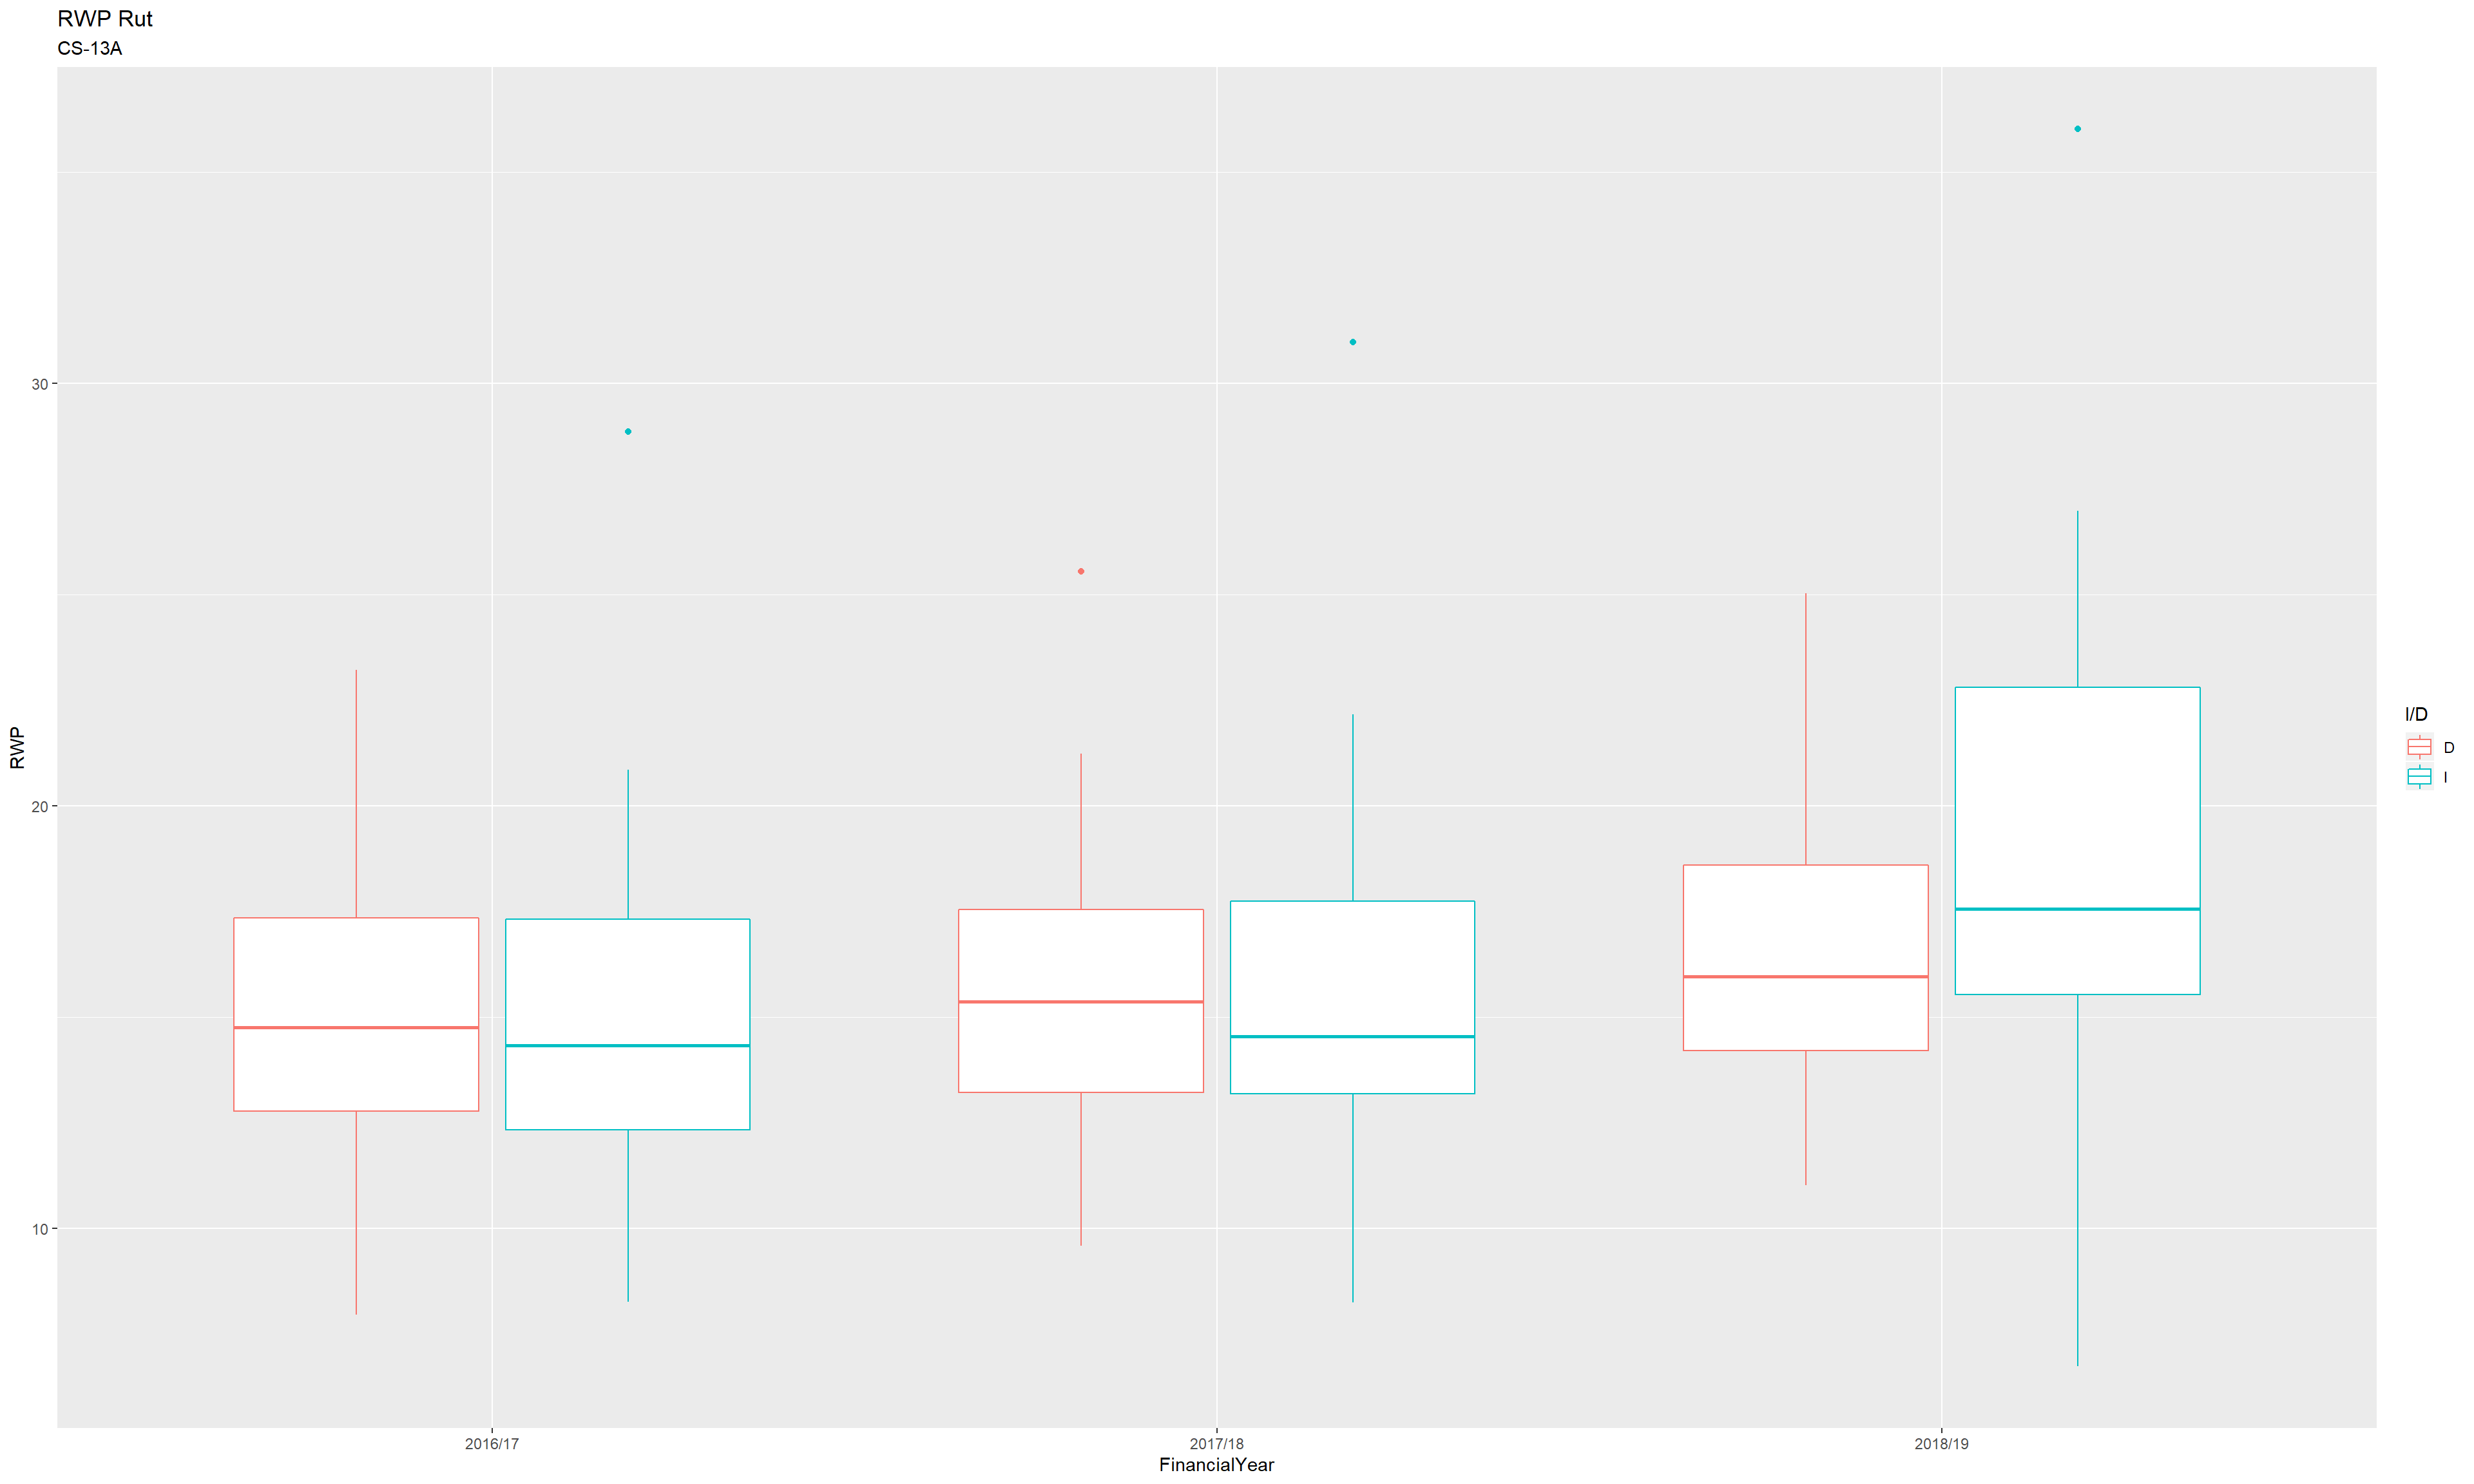 RWP Rut
CS-13A
30
20
10
RWP
2016/17
2017/18
2018/19
FinancialYear
I/D
D
I